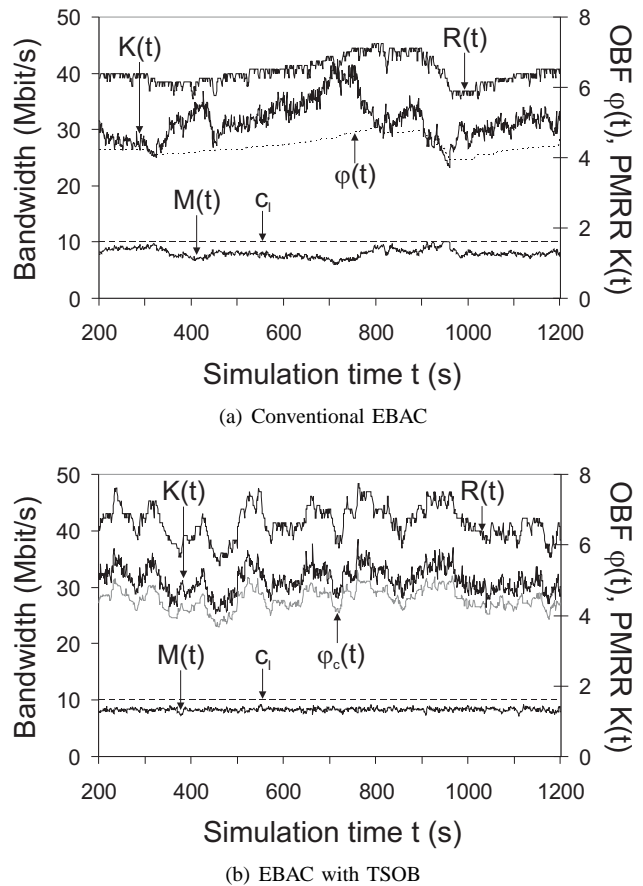 50
40
30
20
10
0
Bandwidth (Mbit/s)
8
6
4
2
0
OBF φ(t), PMRR K(t)
K(t)
R(t)
φ(t)
M(t)
c_l
200 400 600 800 1000 1200
Simulation time t (s)
(a) Conventional EBAC
50
40
30
20
10
0
Bandwidth (Mbit/s)
8
6
4
2
0
OBF φ(t), PMRR K(t)
K(t)
R(t)
M(t)
c_l
φ_c(t)
200 400 600 800 1000 1200
Simulation time t (s)
(b) EBAC with TSOB